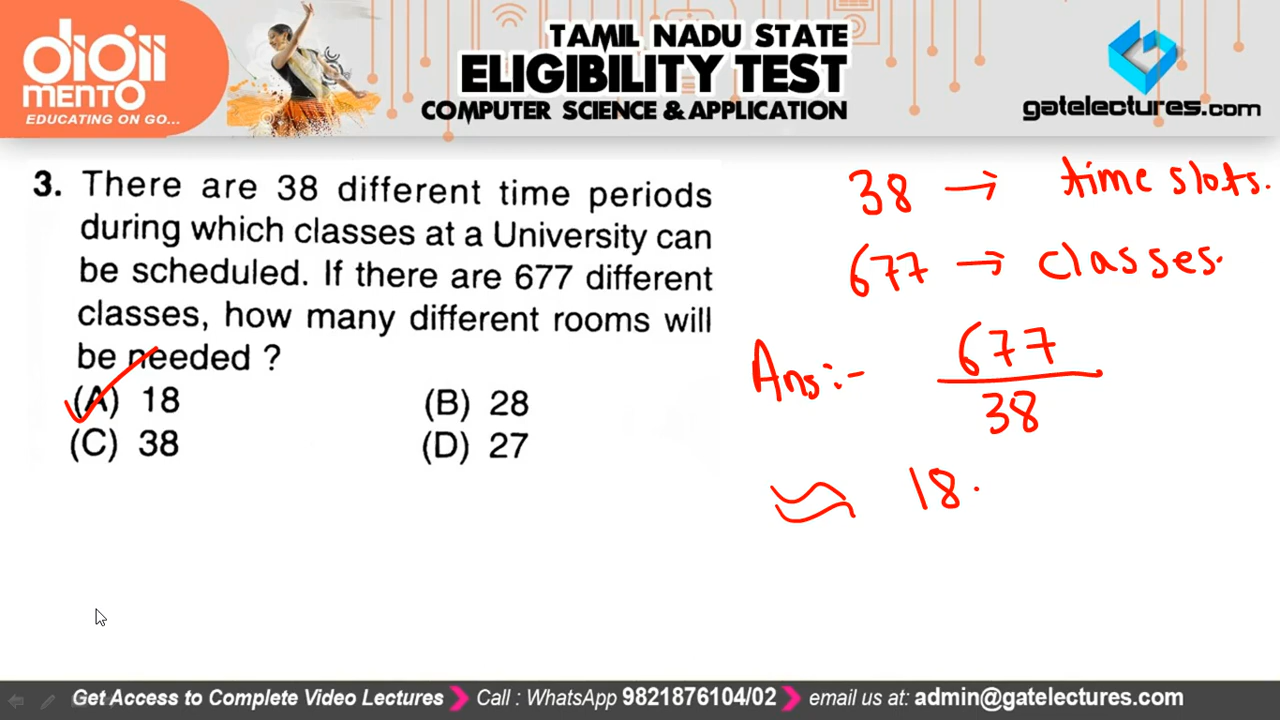 digii
mento
EDUCATING ON GO...
TAMIL NADU STATE
ELIGIBILITY TEST
COMPUTER SCIENCE & APPLICATION
gatelectures.com
3. There are 38 different time periods
during which classes at a University can
be scheduled. If there are 677 different
classes, how many different rooms will
be needed ?
(A) 18 (B) 28
(C) 38 (D) 27
38 → time slots.
677 → classes.
Ans:- 677
38
≈ 18.
Get Access to Complete Video Lectures Call : WhatsApp 9821876104/02 email us at: admin@gatelectures.com